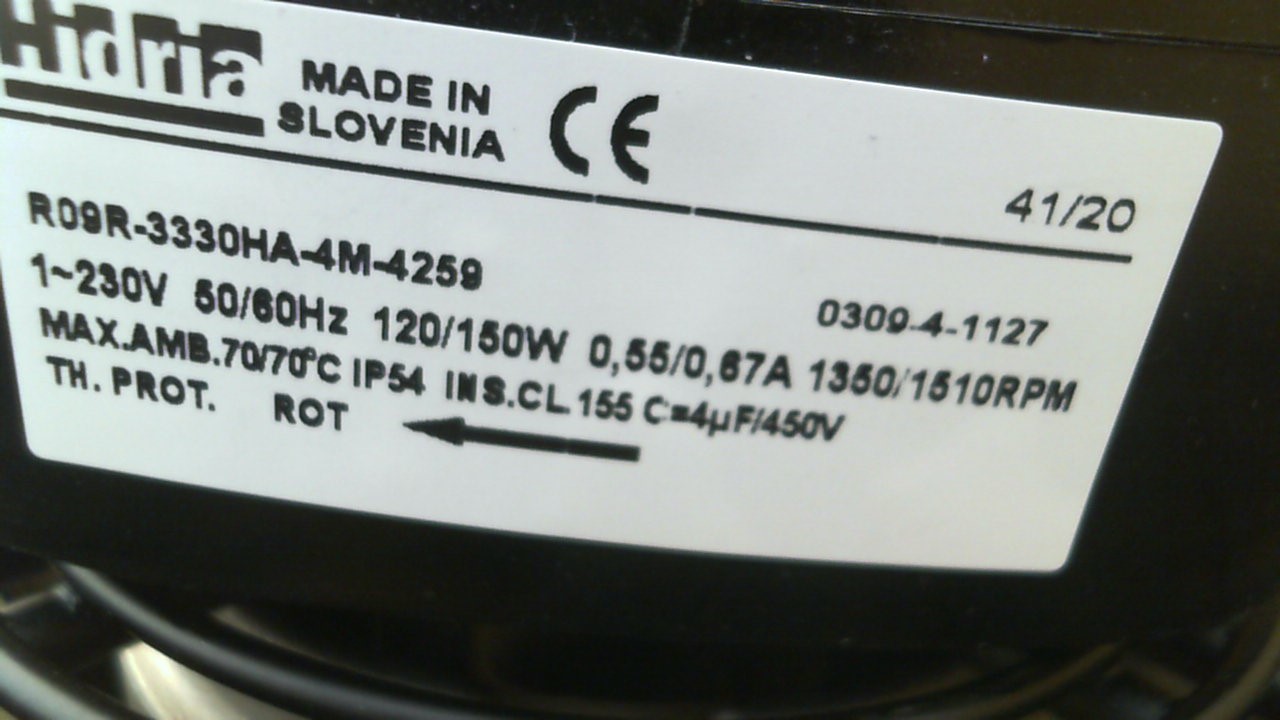 Hidria
MADE IN
SLOVENIA
CE
41/20
R09R-3330HA-4M-4259
0309-4-1127
1~230V 50/60Hz 120/150W 0,55/0,67A 1350/1510RPM
MAX.AMB.70/70°C IP54 INS.CL.155 C=4µF/450V
TH. PROT. ROT